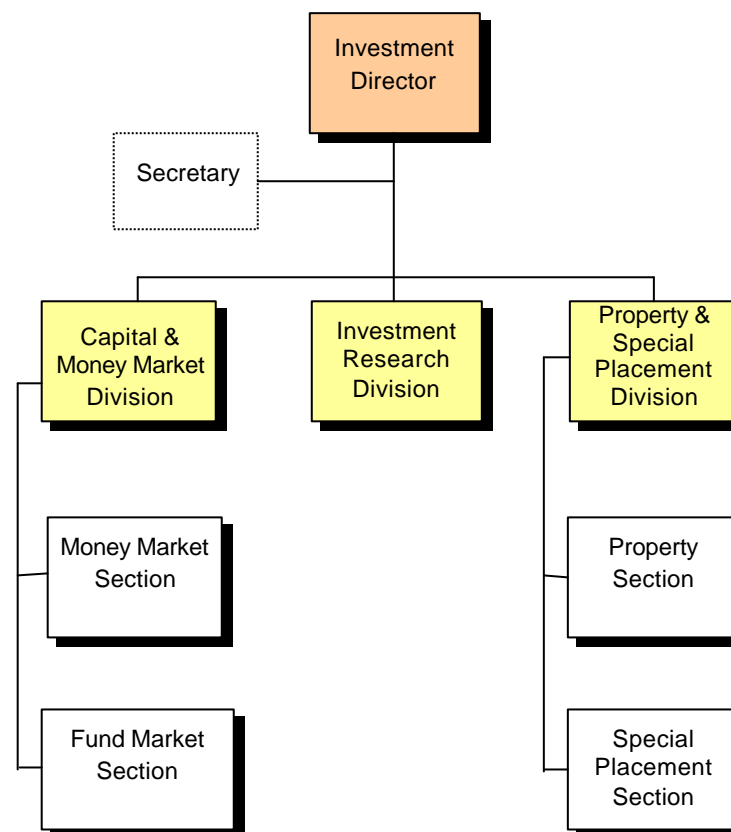 Investment
Director
Secretary
Capital &
Money Market
Division
Investment
Research
Division
Property &
Special
Placement
Division
Money Market
Section
Property
Section
Fund Market
Section
Special
Placement
Section